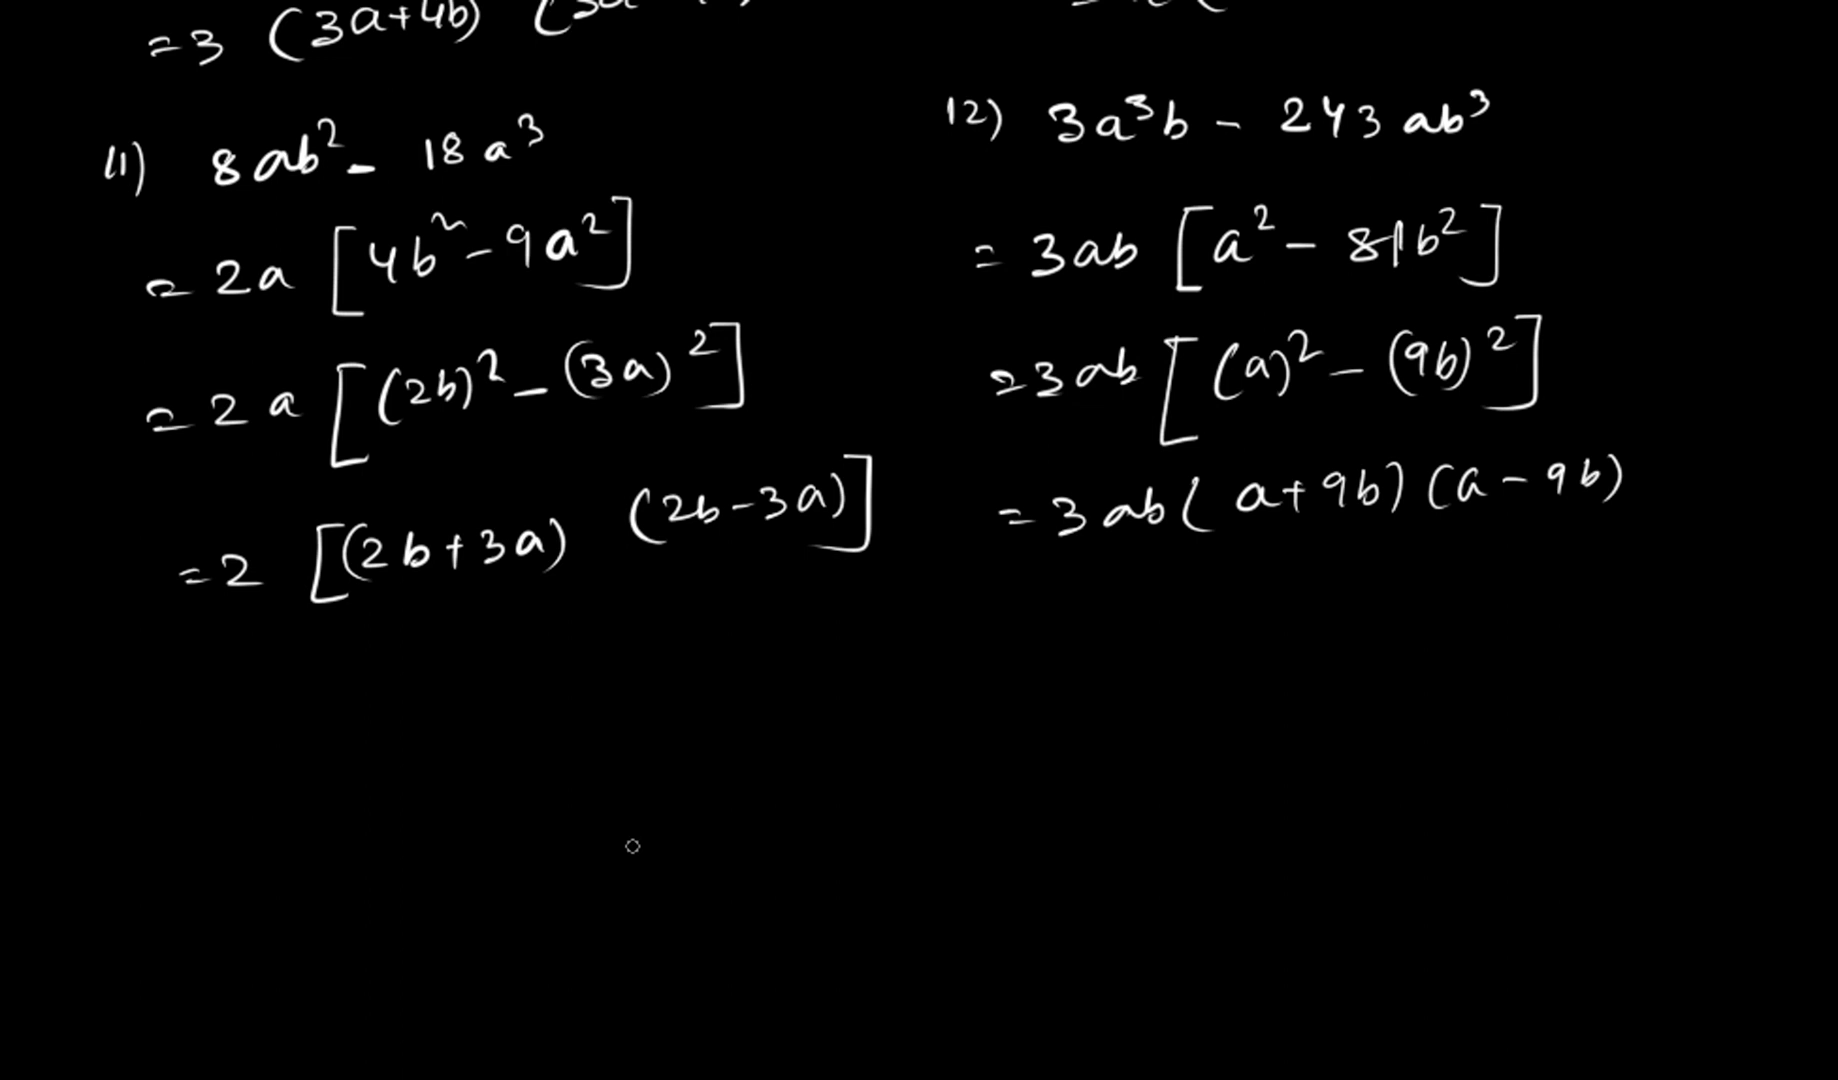 =3 (3a+4b)
11) 8ab² - 18a³
= 2a [4b² - 9a²]
= 2a [(2b)² - (3a)²]
= 2 [(2b+3a) (2b-3a)]
12) 3a³b - 243ab³
= 3ab [a² - 81b²]
= 3ab [(a)² - (9b)²]
= 3ab (a+9b) (a-9b)